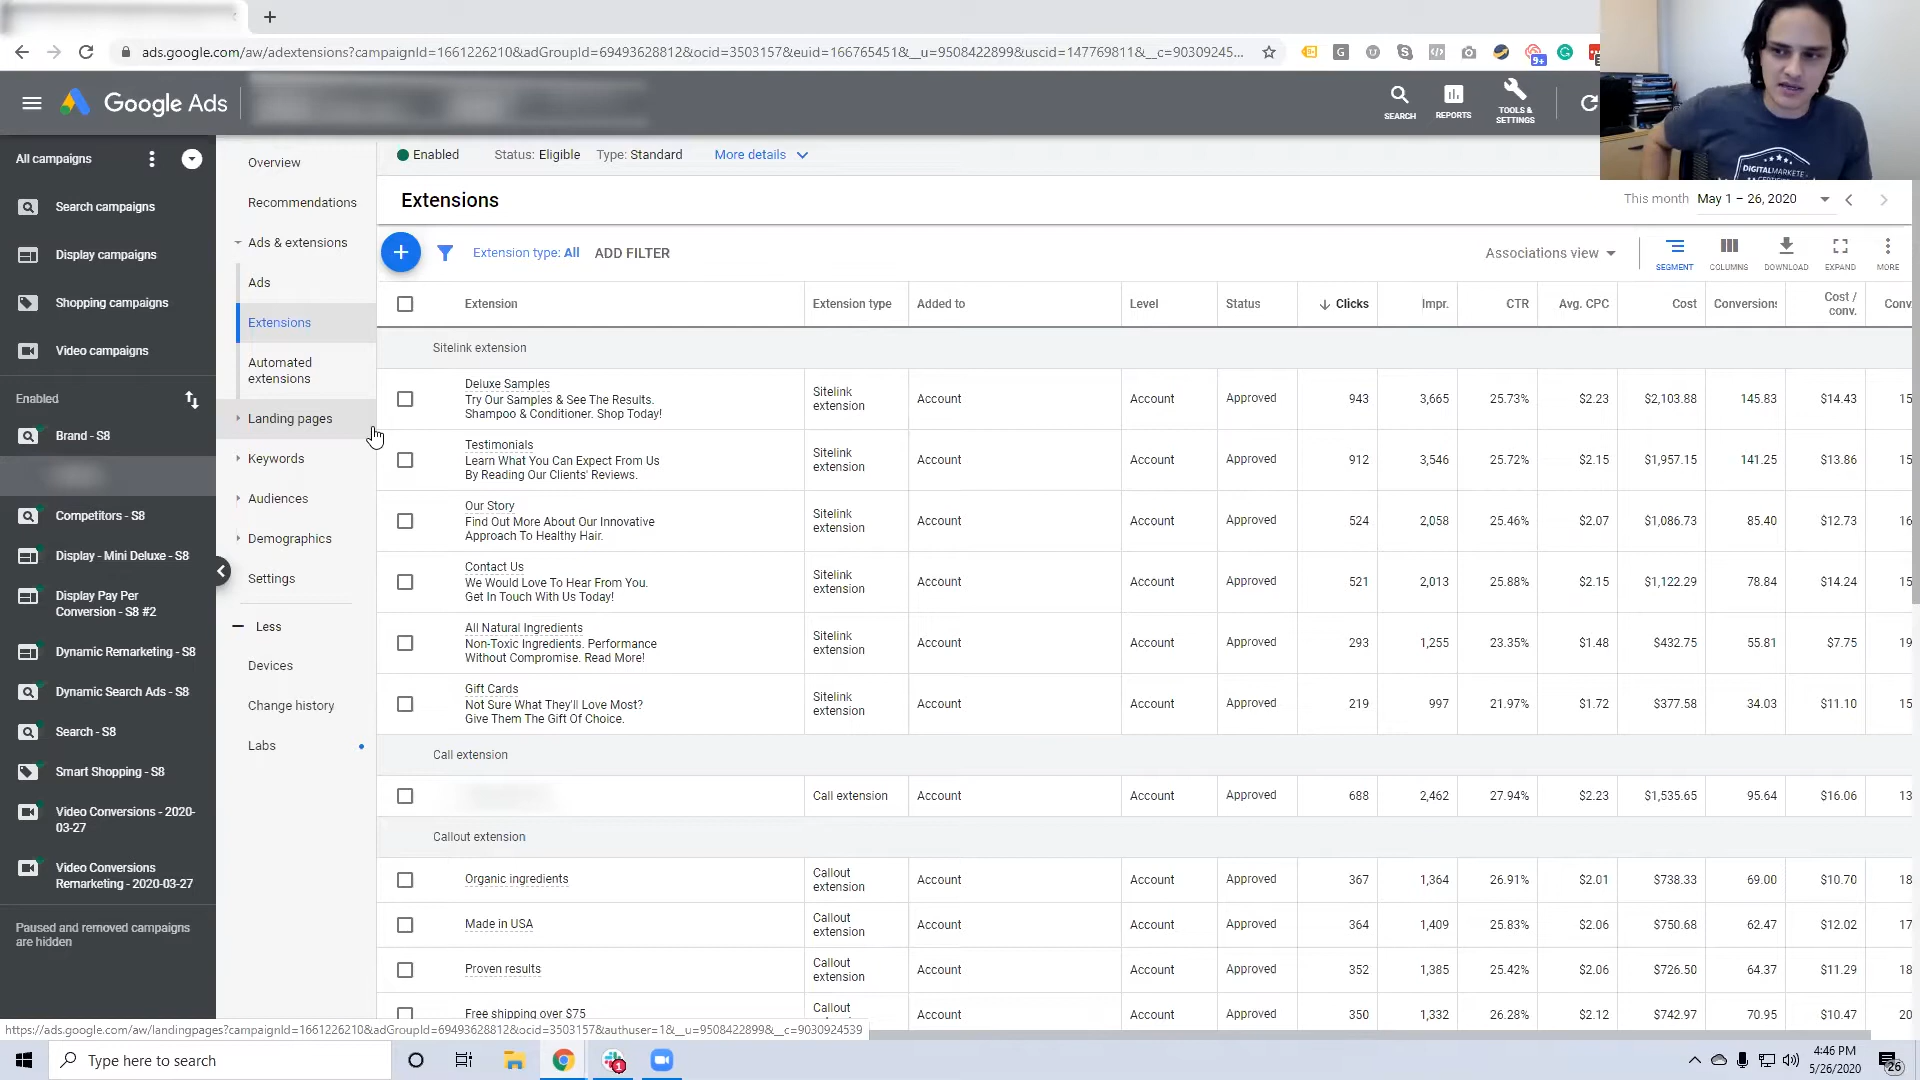 ads.google.com/aw/adextensions?campaignId=1661226210&adGroupId=69493628812&ocid=3503157&euid=166765451&__u=9508422899&uscid=147769811&__c=90309245...
9+
Google Ads
SEARCH
REPORTS
TOOLS &
SETTINGS
DIGITALMARKETE
All campaigns
Search campaigns
Display campaigns
Shopping campaigns
Video campaigns
Enabled
Brand - S8
Competitors - S8
Display - Mini Deluxe - S8
Display Pay Per
Conversion - S8 #2
Dynamic Remarketing - S8
Dynamic Search Ads - S8
Search - S8
Smart Shopping - S8
Video Conversions - 2020-
03-27
Video Conversions
Remarketing - 2020-03-27
Paused and removed campaigns
are hidden
Overview
Recommendations
Ads & extensions
Ads
Extensions
Automated
extensions
Landing pages
Keywords
Audiences
Demographics
Settings
Less
Devices
Change history
Labs
Enabled Status: Eligible Type: Standard More details
Extensions
This month May 1 – 26, 2020
Extension type: All ADD FILTER
Associations view
SEGMENT
COLUMNS
DOWNLOAD
EXPAND
MORE
Extension Extension type Added to Level Status Clicks Impr. CTR Avg. CPC Cost Conversions Cost / conv. Conv
Sitelink extension
Deluxe Samples
Try Our Samples & See The Results.
Shampoo & Conditioner. Shop Today!
Sitelink extension Account Account Approved 943 3,665 25.73% $2.23 $2,103.88 145.83 $14.43 15
Testimonials
Learn What You Can Expect From Us
By Reading Our Clients' Reviews.
Sitelink extension Account Account Approved 912 3,546 25.72% $2.15 $1,957.15 141.25 $13.86 15
Our Story
Find Out More About Our Innovative
Approach To Healthy Hair.
Sitelink extension Account Account Approved 524 2,058 25.46% $2.07 $1,086.73 85.40 $12.73 16
Contact Us
We Would Love To Hear From You.
Get In Touch With Us Today!
Sitelink extension Account Account Approved 521 2,013 25.88% $2.15 $1,122.29 78.84 $14.24 15
All Natural Ingredients
Non-Toxic Ingredients. Performance
Without Compromise. Read More!
Sitelink extension Account Account Approved 293 1,255 23.35% $1.48 $432.75 55.81 $7.75 19
Gift Cards
Not Sure What They'll Love Most?
Give Them The Gift Of Choice.
Sitelink extension Account Account Approved 219 997 21.97% $1.72 $377.58 34.03 $11.10 15
Call extension
Call extension Account Account Approved 688 2,462 27.94% $2.23 $1,535.65 95.64 $16.06 13
Callout extension
Organic ingredients Callout extension Account Account Approved 367 1,364 26.91% $2.01 $738.33 69.00 $10.70 18
Made in USA Callout extension Account Account Approved 364 1,409 25.83% $2.06 $750.68 62.47 $12.02 17
Proven results Callout extension Account Account Approved 352 1,385 25.42% $2.06 $726.50 64.37 $11.29 18
Free shipping over $75 Callout Account Account Approved 350 1,332 26.28% $2.12 $742.97 70.95 $10.47 20
https://ads.google.com/aw/landingpages?campaignId=1661226210&adGroupId=69493628812&ocid=3503157&authuser=1&__u=9508422899&__c=9030924539
Type here to search
1
4:46 PM
5/26/2020
26